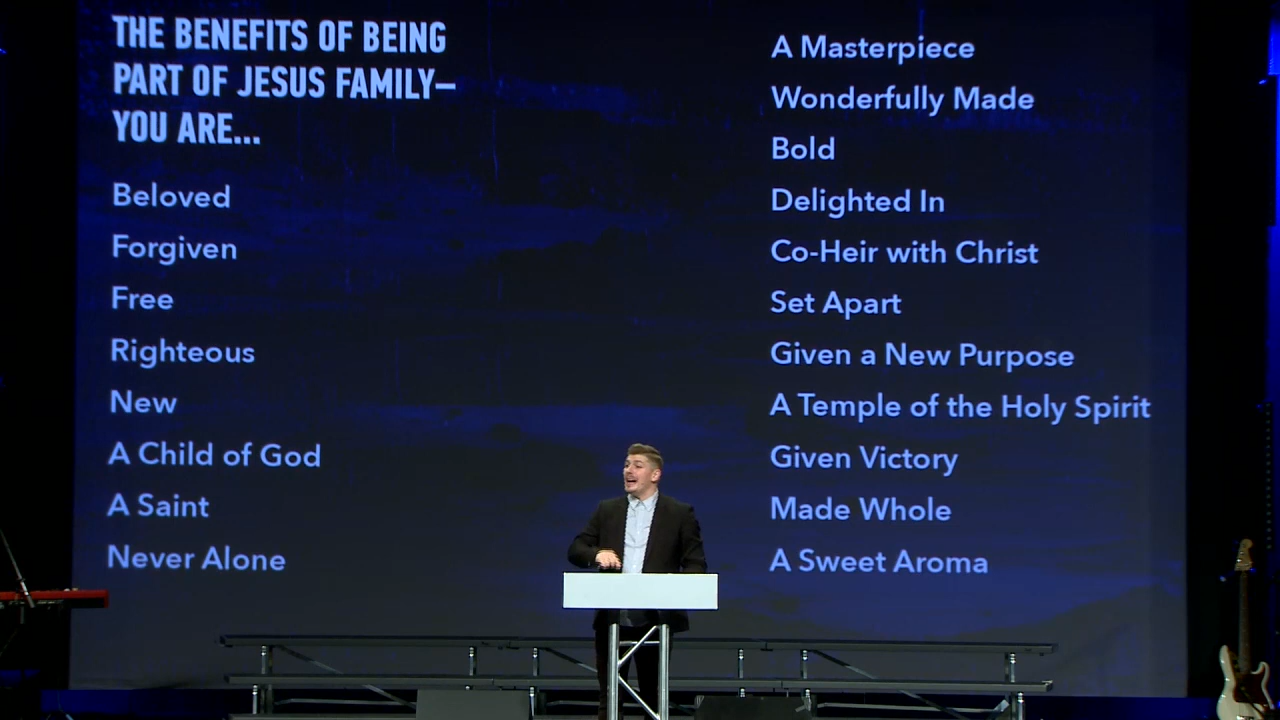 THE BENEFITS OF BEING
PART OF JESUS FAMILY—
YOU ARE...
Beloved
Forgiven
Free
Righteous
New
A Child of God
A Saint
Never Alone
A Masterpiece
Wonderfully Made
Bold
Delighted In
Co-Heir with Christ
Set Apart
Given a New Purpose
A Temple of the Holy Spirit
Given Victory
Made Whole
A Sweet Aroma